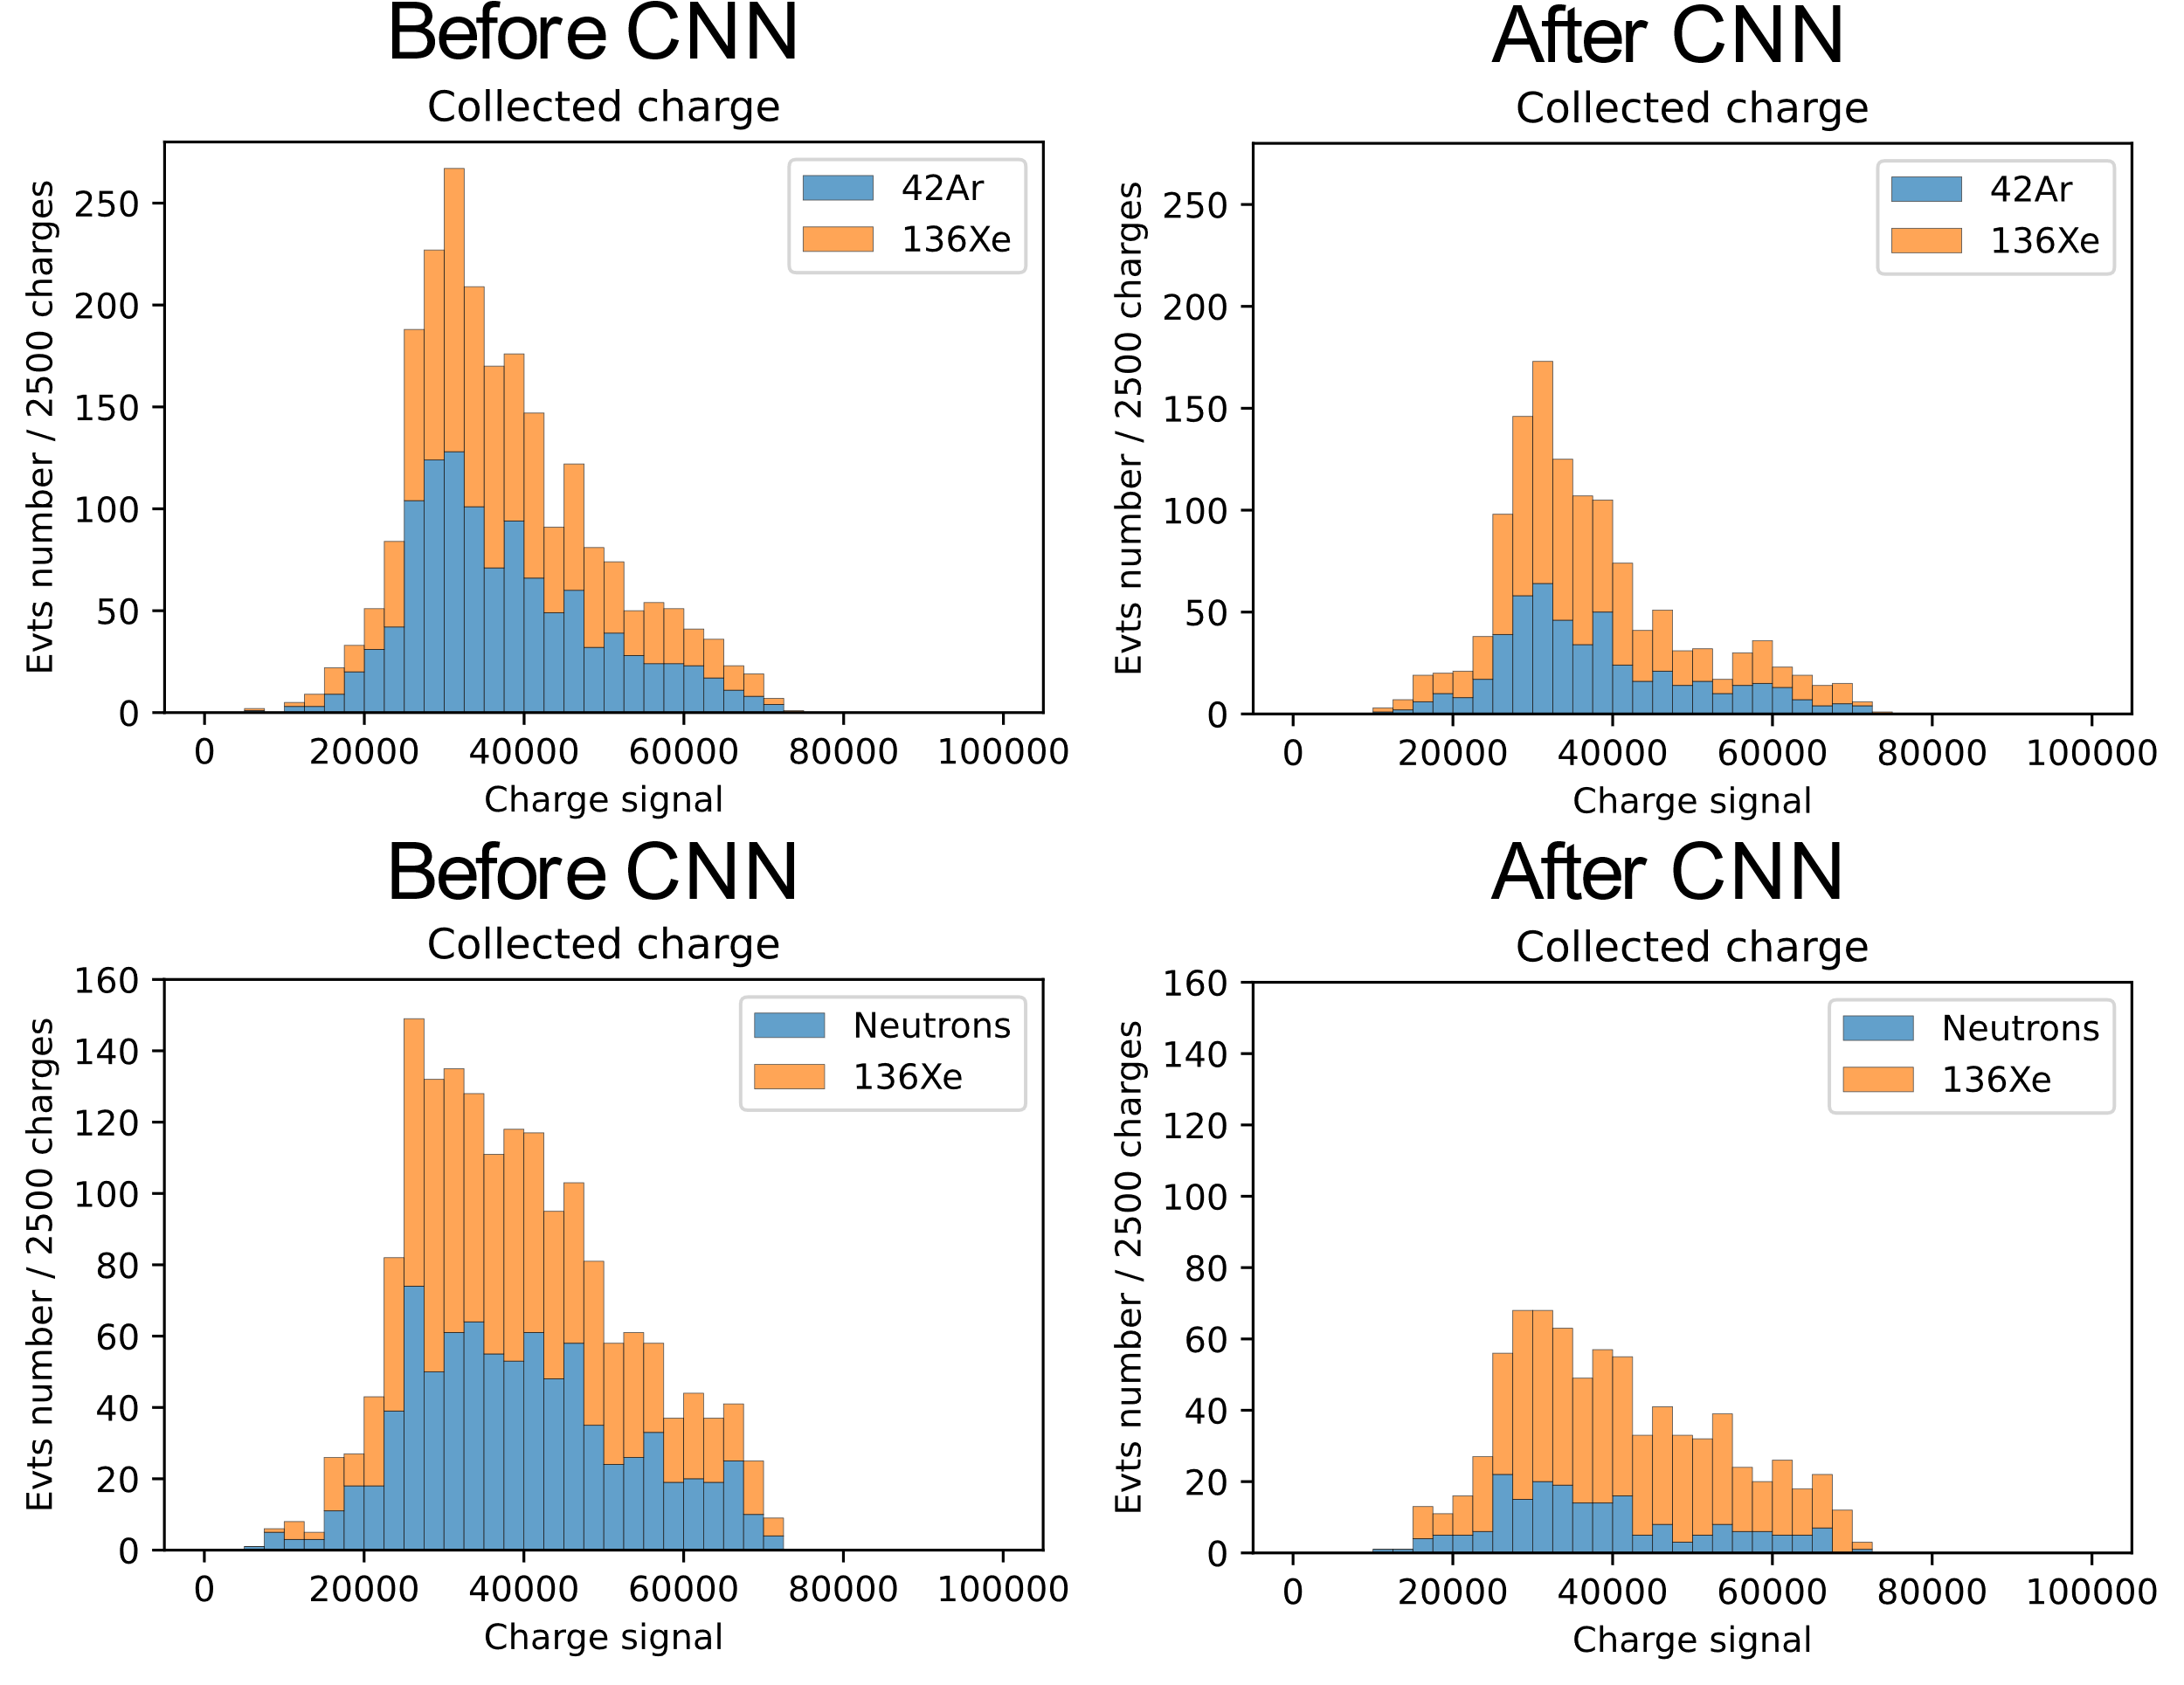 Before CNN
Collected charge
Evts number / 2500 charges
250
200
150
100
50
0
42Ar
136Xe
0 20000 40000 60000 80000 100000
Charge signal
After CNN
Collected charge
Evts number / 2500 charges
250
200
150
100
50
0
42Ar
136Xe
0 20000 40000 60000 80000 100000
Charge signal
Before CNN
Collected charge
Evts number / 2500 charges
160
140
120
100
80
60
40
20
0
Neutrons
136Xe
0 20000 40000 60000 80000 100000
Charge signal
After CNN
Collected charge
Evts number / 2500 charges
160
140
120
100
80
60
40
20
0
Neutrons
136Xe
0 20000 40000 60000 80000 100000
Charge signal